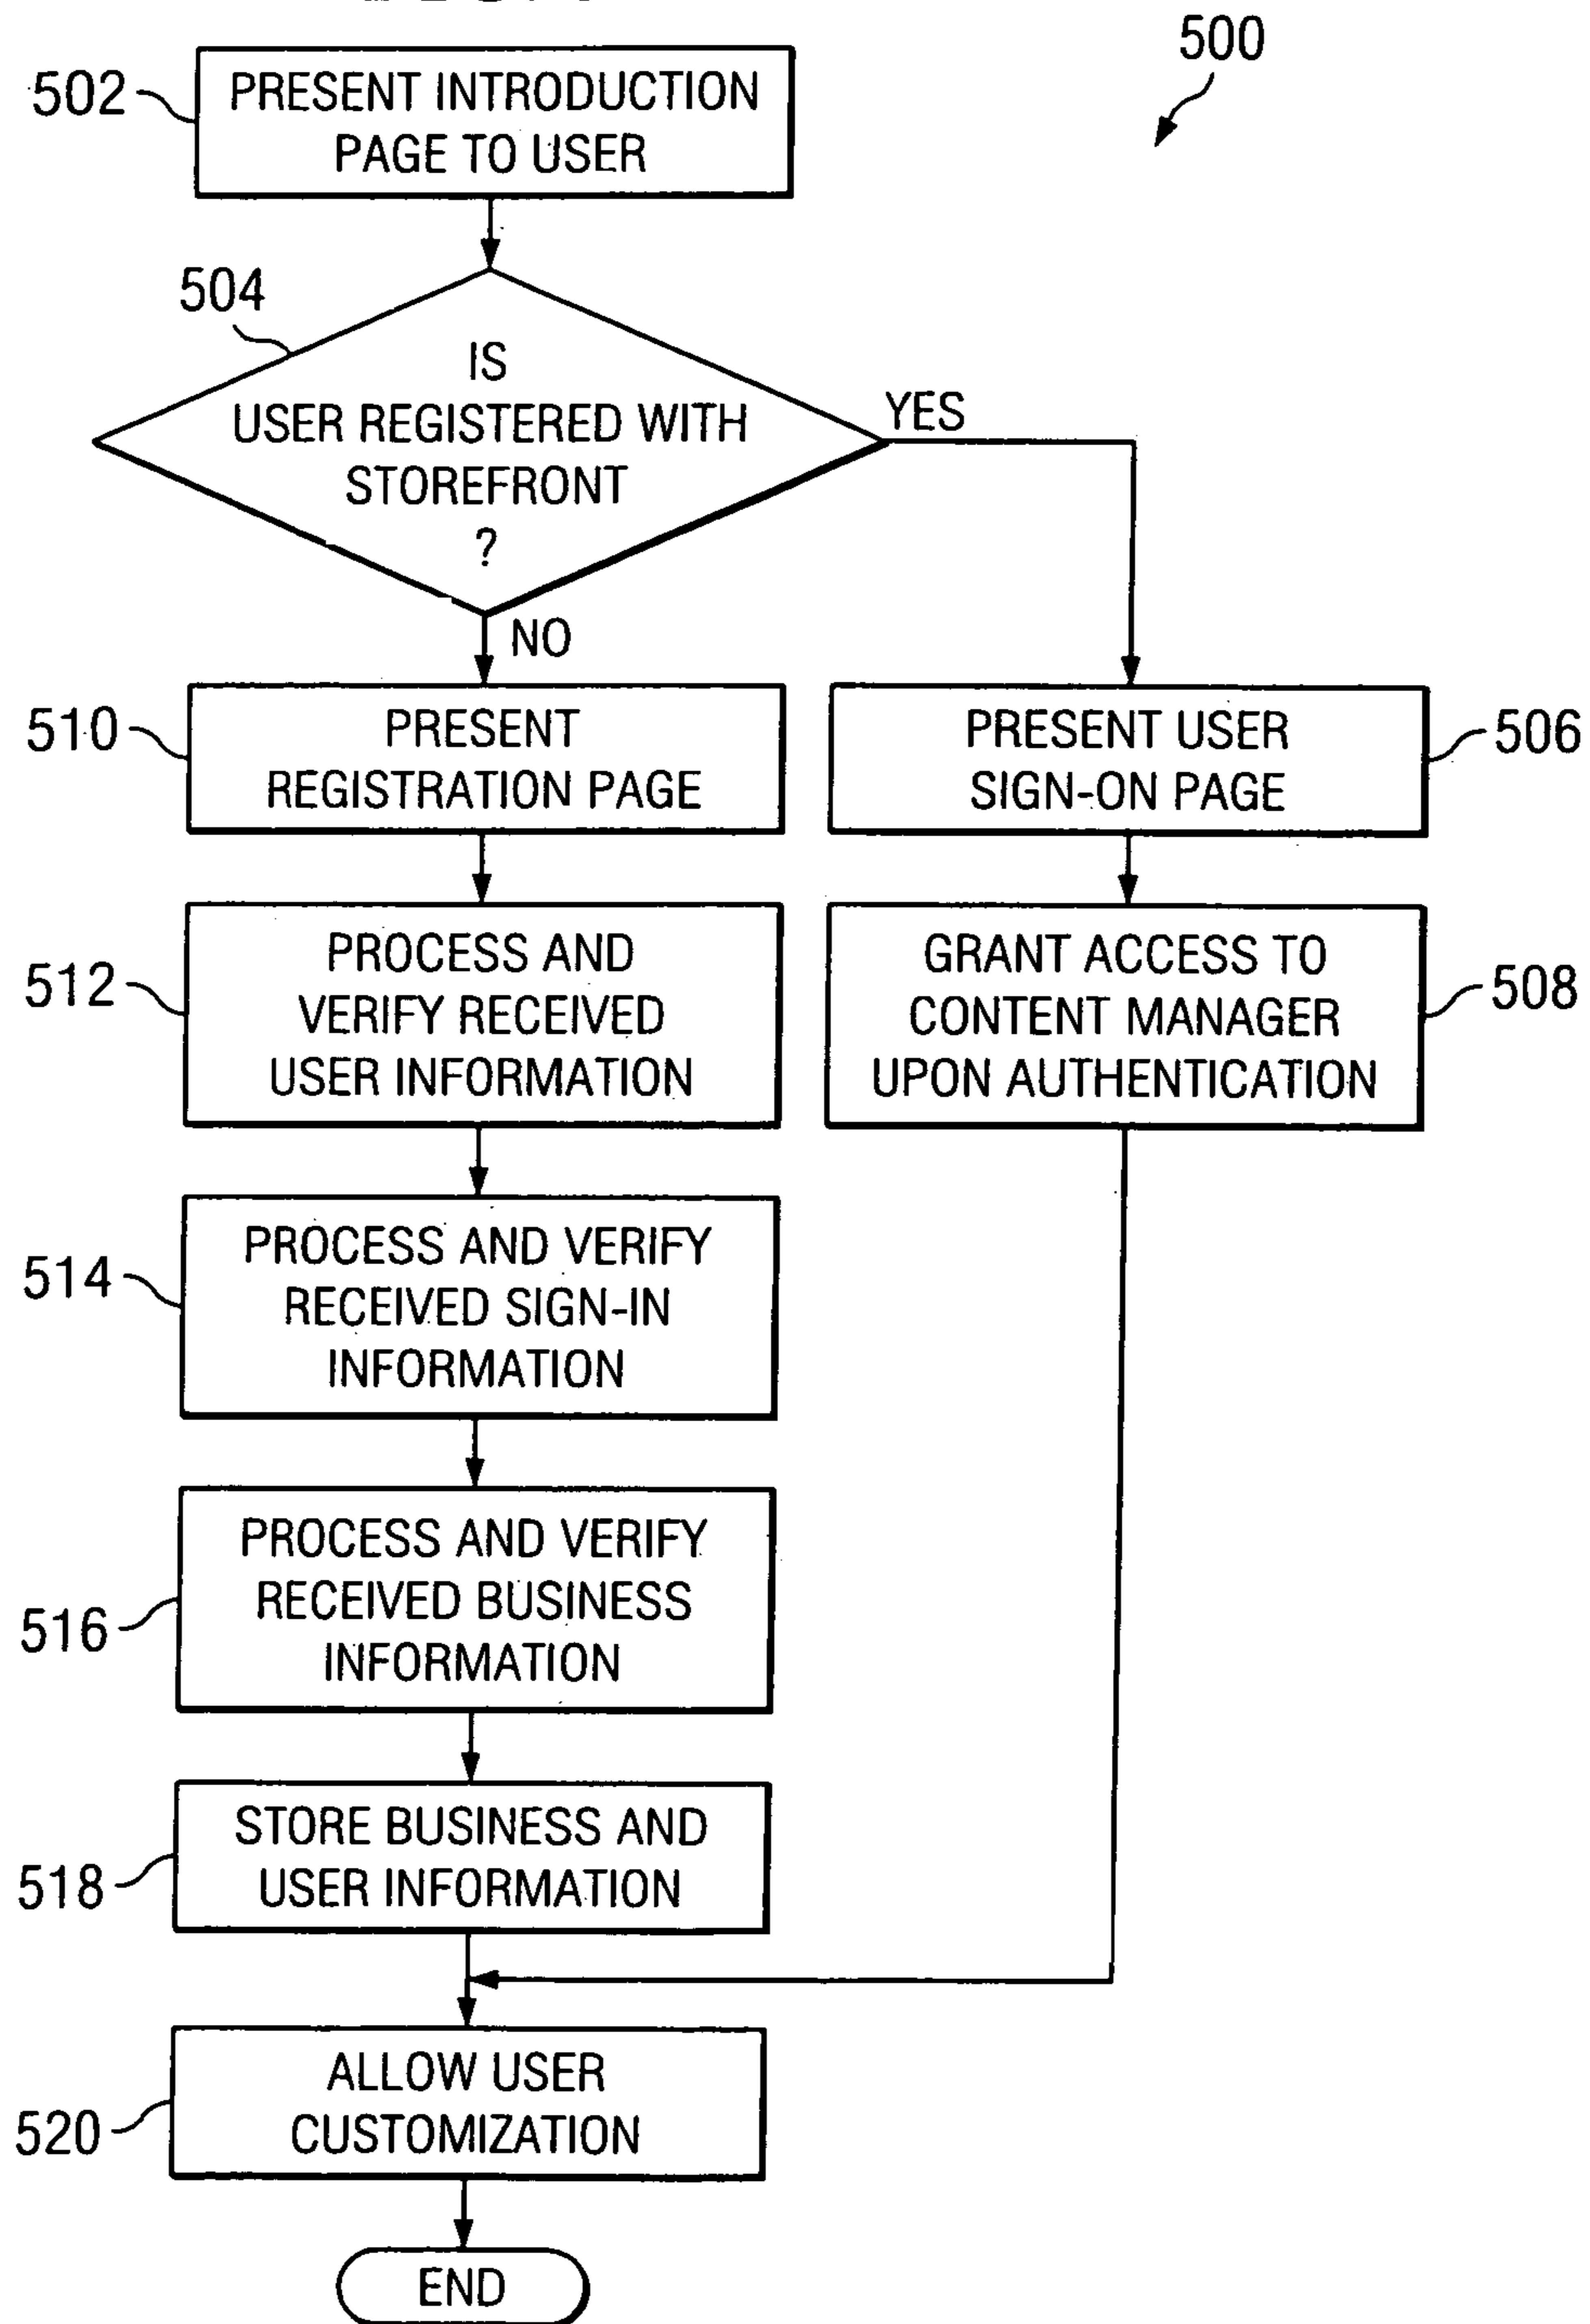 500
502
PRESENT INTRODUCTION
PAGE TO USER
504
IS
USER REGISTERED WITH
STOREFRONT
?
YES
NO
510
PRESENT
REGISTRATION PAGE
PRESENT USER
SIGN-ON PAGE
506
512
PROCESS AND
VERIFY RECEIVED
USER INFORMATION
GRANT ACCESS TO
CONTENT MANAGER
UPON AUTHENTICATION
508
514
PROCESS AND VERIFY
RECEIVED SIGN-IN
INFORMATION
516
PROCESS AND VERIFY
RECEIVED BUSINESS
INFORMATION
518
STORE BUSINESS AND
USER INFORMATION
520
ALLOW USER
CUSTOMIZATION
END